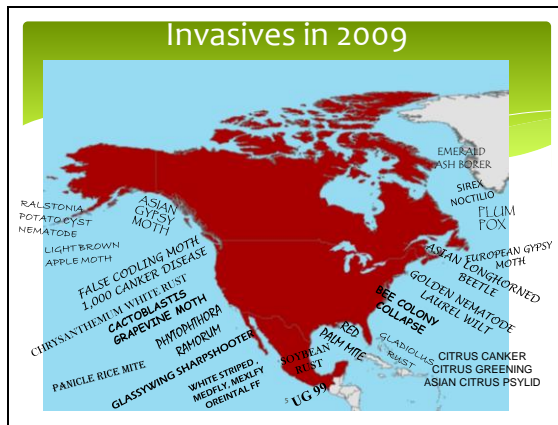 Invasives in 2009
EMERALD
ASH BORER
SIREX
NOCTILIO
PLUM
POX
RALSTONIA
POTATO CYST
NEMATODE
LIGHT BROWN
APPLE MOTH
ASIAN
GYPSY
MOTH
EUROPEAN GYPSY
MOTH
ASIAN LONGHORNED
BEETLE
GOLDEN NEMATODE
LAUREL WILT
FALSE CODLING MOTH
1,000 CANKER DISEASE
CHRYSANTHEMUM WHITE RUST
CACTOBLASTIS
GRAPEVINE MOTH
PHYTOPHTHORA
RAMORUM
BEE COLONY
COLLAPSE
RED
PALM MITE
GLADIOLUS
RUST
PANICLE RICE MITE
GLASSYWING SHARPSHOOTER
SOYBEAN
RUST
CITRUS CANKER
CITRUS GREENING
ASIAN CITRUS PSYLID
WHITE STRIPED ,
MEDFLY, MEXLFY
OREINTAL FF
5
UG 99